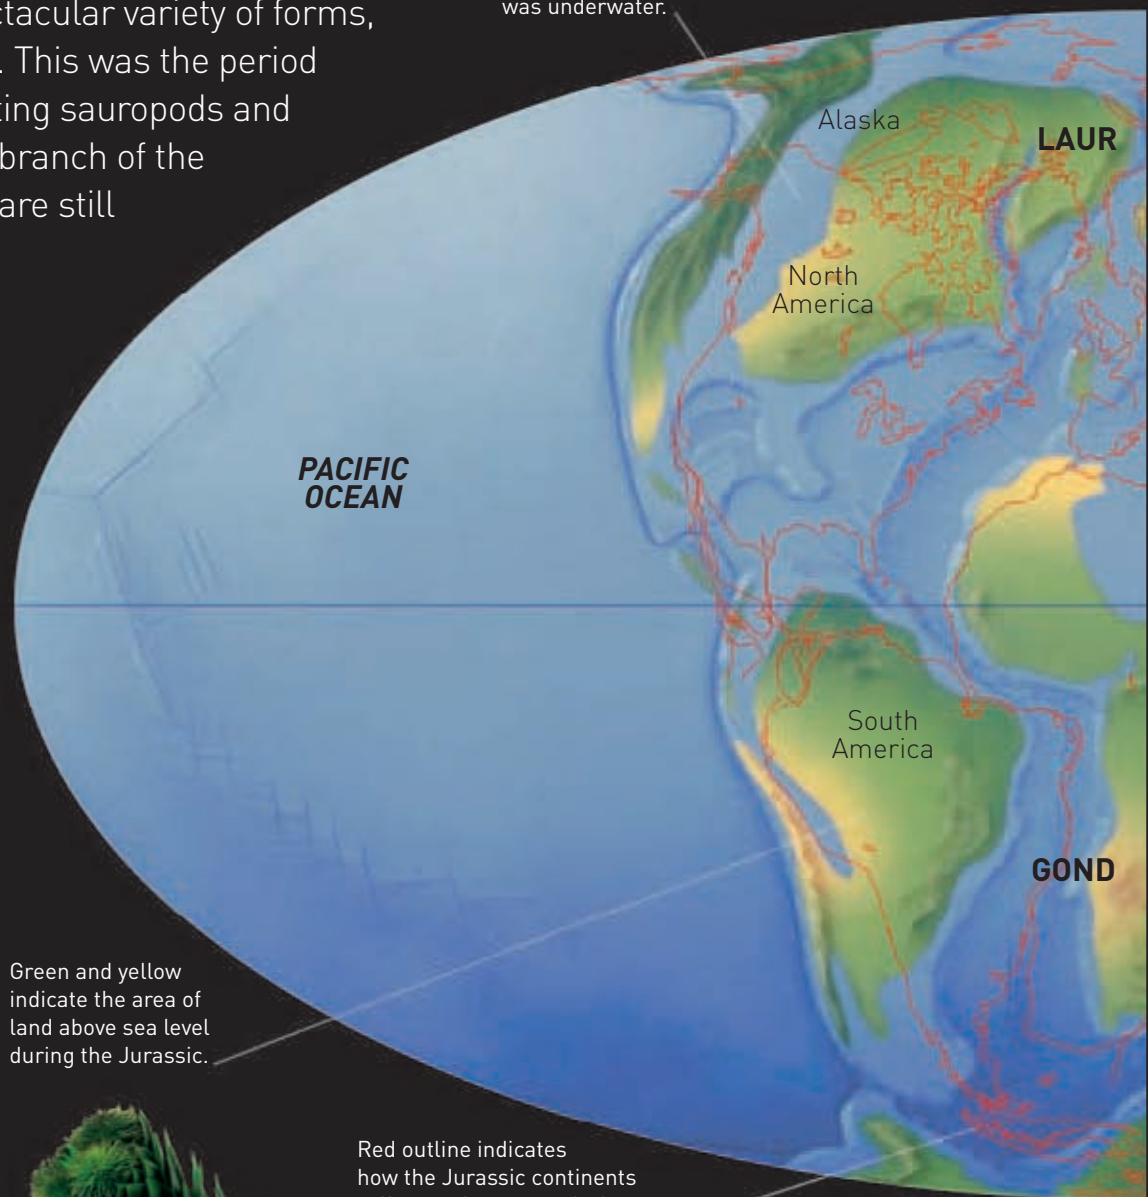 ctacular variety of forms,
. This was the period
ting sauropods and
branch of the
are still
was underwater.
Alaska
LAUR
North
America
PACIFIC
OCEAN
South
America
GOND
Green and yellow
indicate the area of
land above sea level
during the Jurassic.
Red outline indicates
how the Jurassic continents